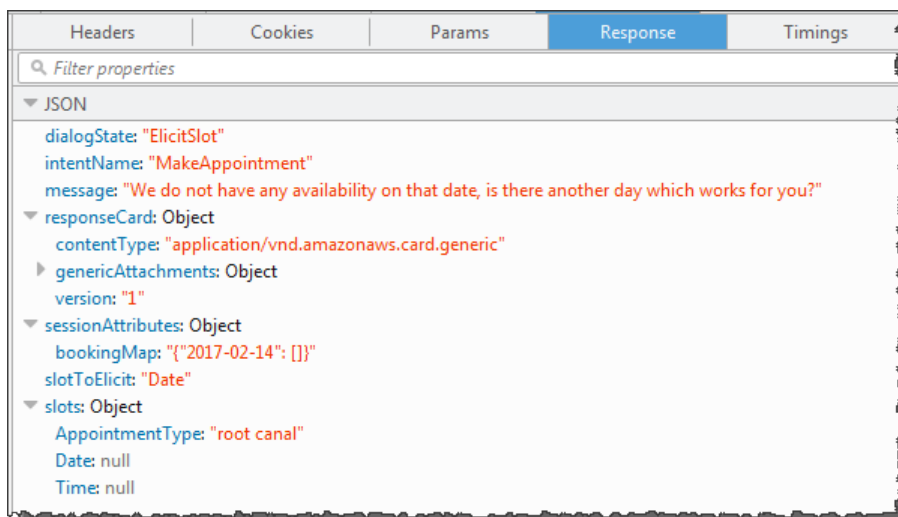 Headers Cookies Params Response Timings
Filter properties
JSON
dialogState: "ElicitSlot"
intentName: "MakeAppointment"
message: "We do not have any availability on that date, is there another day which works for you?"
responseCard: Object
contentType: "application/vnd.amazonaws.card.generic"
genericAttachments: Object
version: "1"
sessionAttributes: Object
bookingMap: "{"2017-02-14": []}"
slotToElicit: "Date"
slots: Object
AppointmentType: "root canal"
Date: null
Time: null